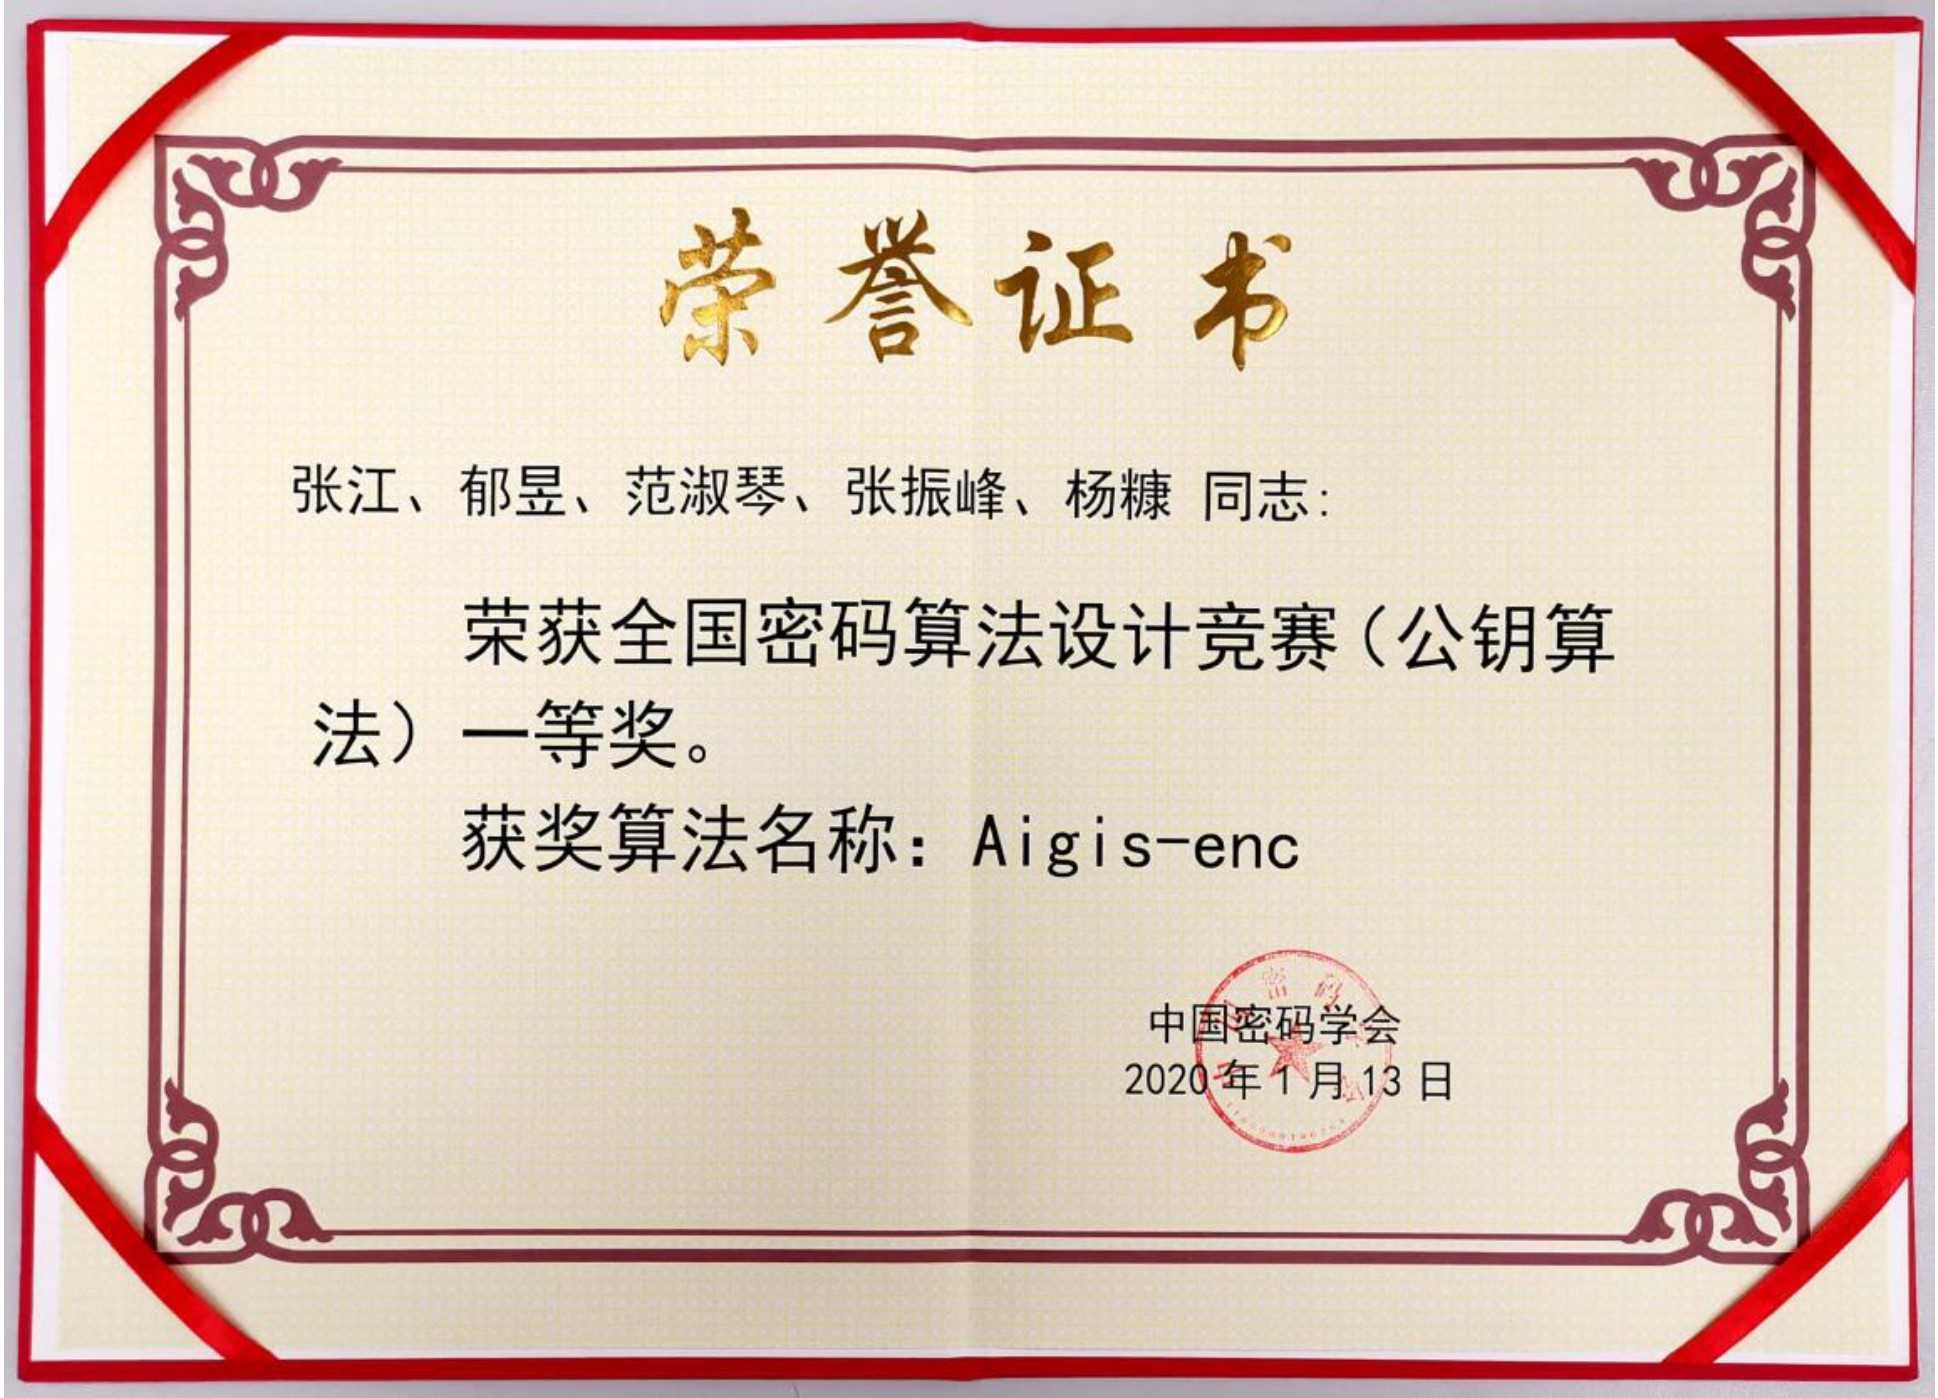 荣誉证书
张江、郁昱、范淑琴、张振峰、杨糠 同志:
荣获全国密码算法设计竞赛（公钥算
法）一等奖。
获奖算法名称：Aigis-enc
中国密码学会
2020年1月13日